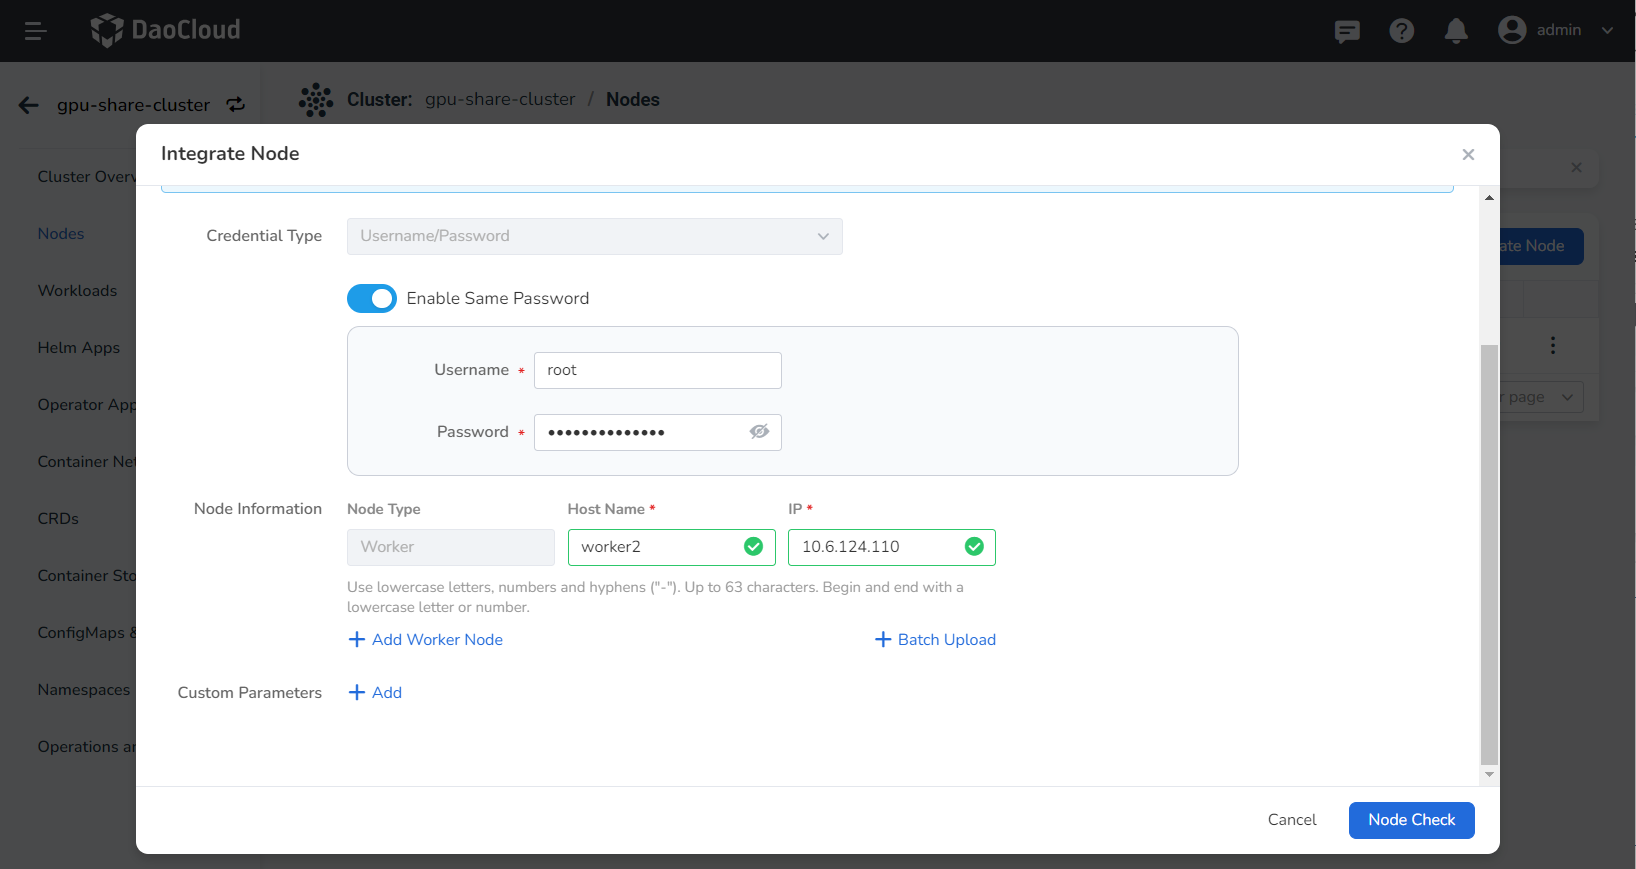 DaoCloud
admin
gpu-share-cluster
Cluster: gpu-share-cluster / Nodes
Integrate Node
Cluster Overv
Nodes
Workloads
Helm Apps
Operator App
Container Net
CRDs
Container Sto
ConfigMaps &
Namespaces
Operations an
ate Node
r page
Credential Type
Username/Password
Enable Same Password
Username *
root
Password *
••••••••••••••
Node Information
Node Type
Host Name *
IP *
Worker
worker2
10.6.124.110
Use lowercase letters, numbers and hyphens ("-"). Up to 63 characters. Begin and end with a
lowercase letter or number.
+ Add Worker Node
+ Batch Upload
Custom Parameters
+ Add
Cancel
Node Check